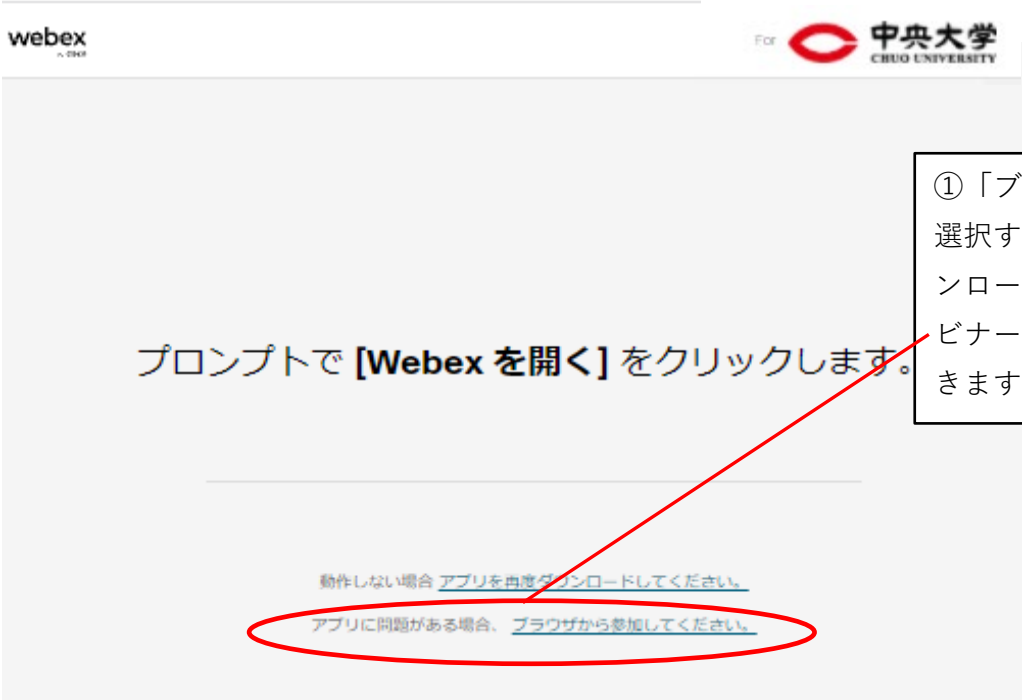 webex
For
中央大学
CHUO UNIVERSITY
①「ブ
選択す
ンロー
ビナー
きます
プロンプトで [Webex を開く] をクリックします。
動作しない場合 アプリを再度ダウンロードしてください。
アプリに問題がある場合、 ブラウザから参加してください。